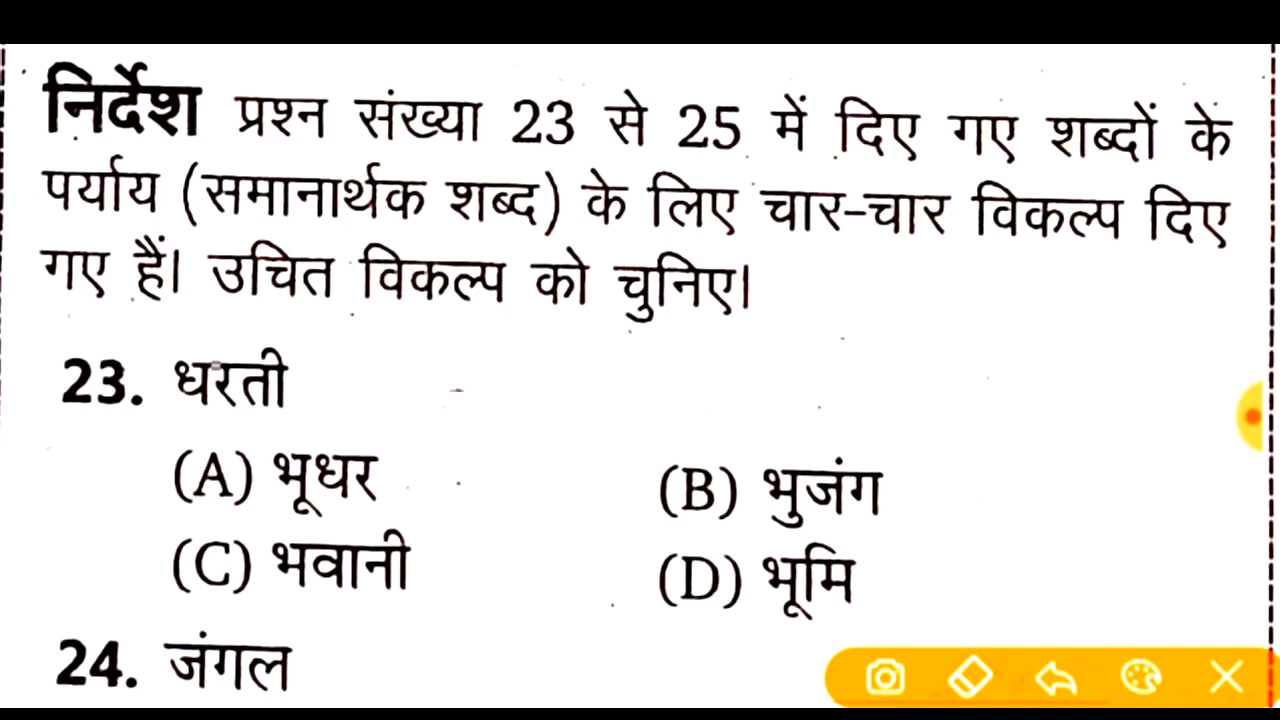 निर्देश प्रश्न संख्या 23 से 25 में दिए गए शब्दों के
पर्याय (समानार्थक शब्द) के लिए चार-चार विकल्प दिए
गए हैं। उचित विकल्प को चुनिए।
23. धरती
(A) भूधर (B) भुजंग
(C) भवानी (D) भूमि
24. जंगल